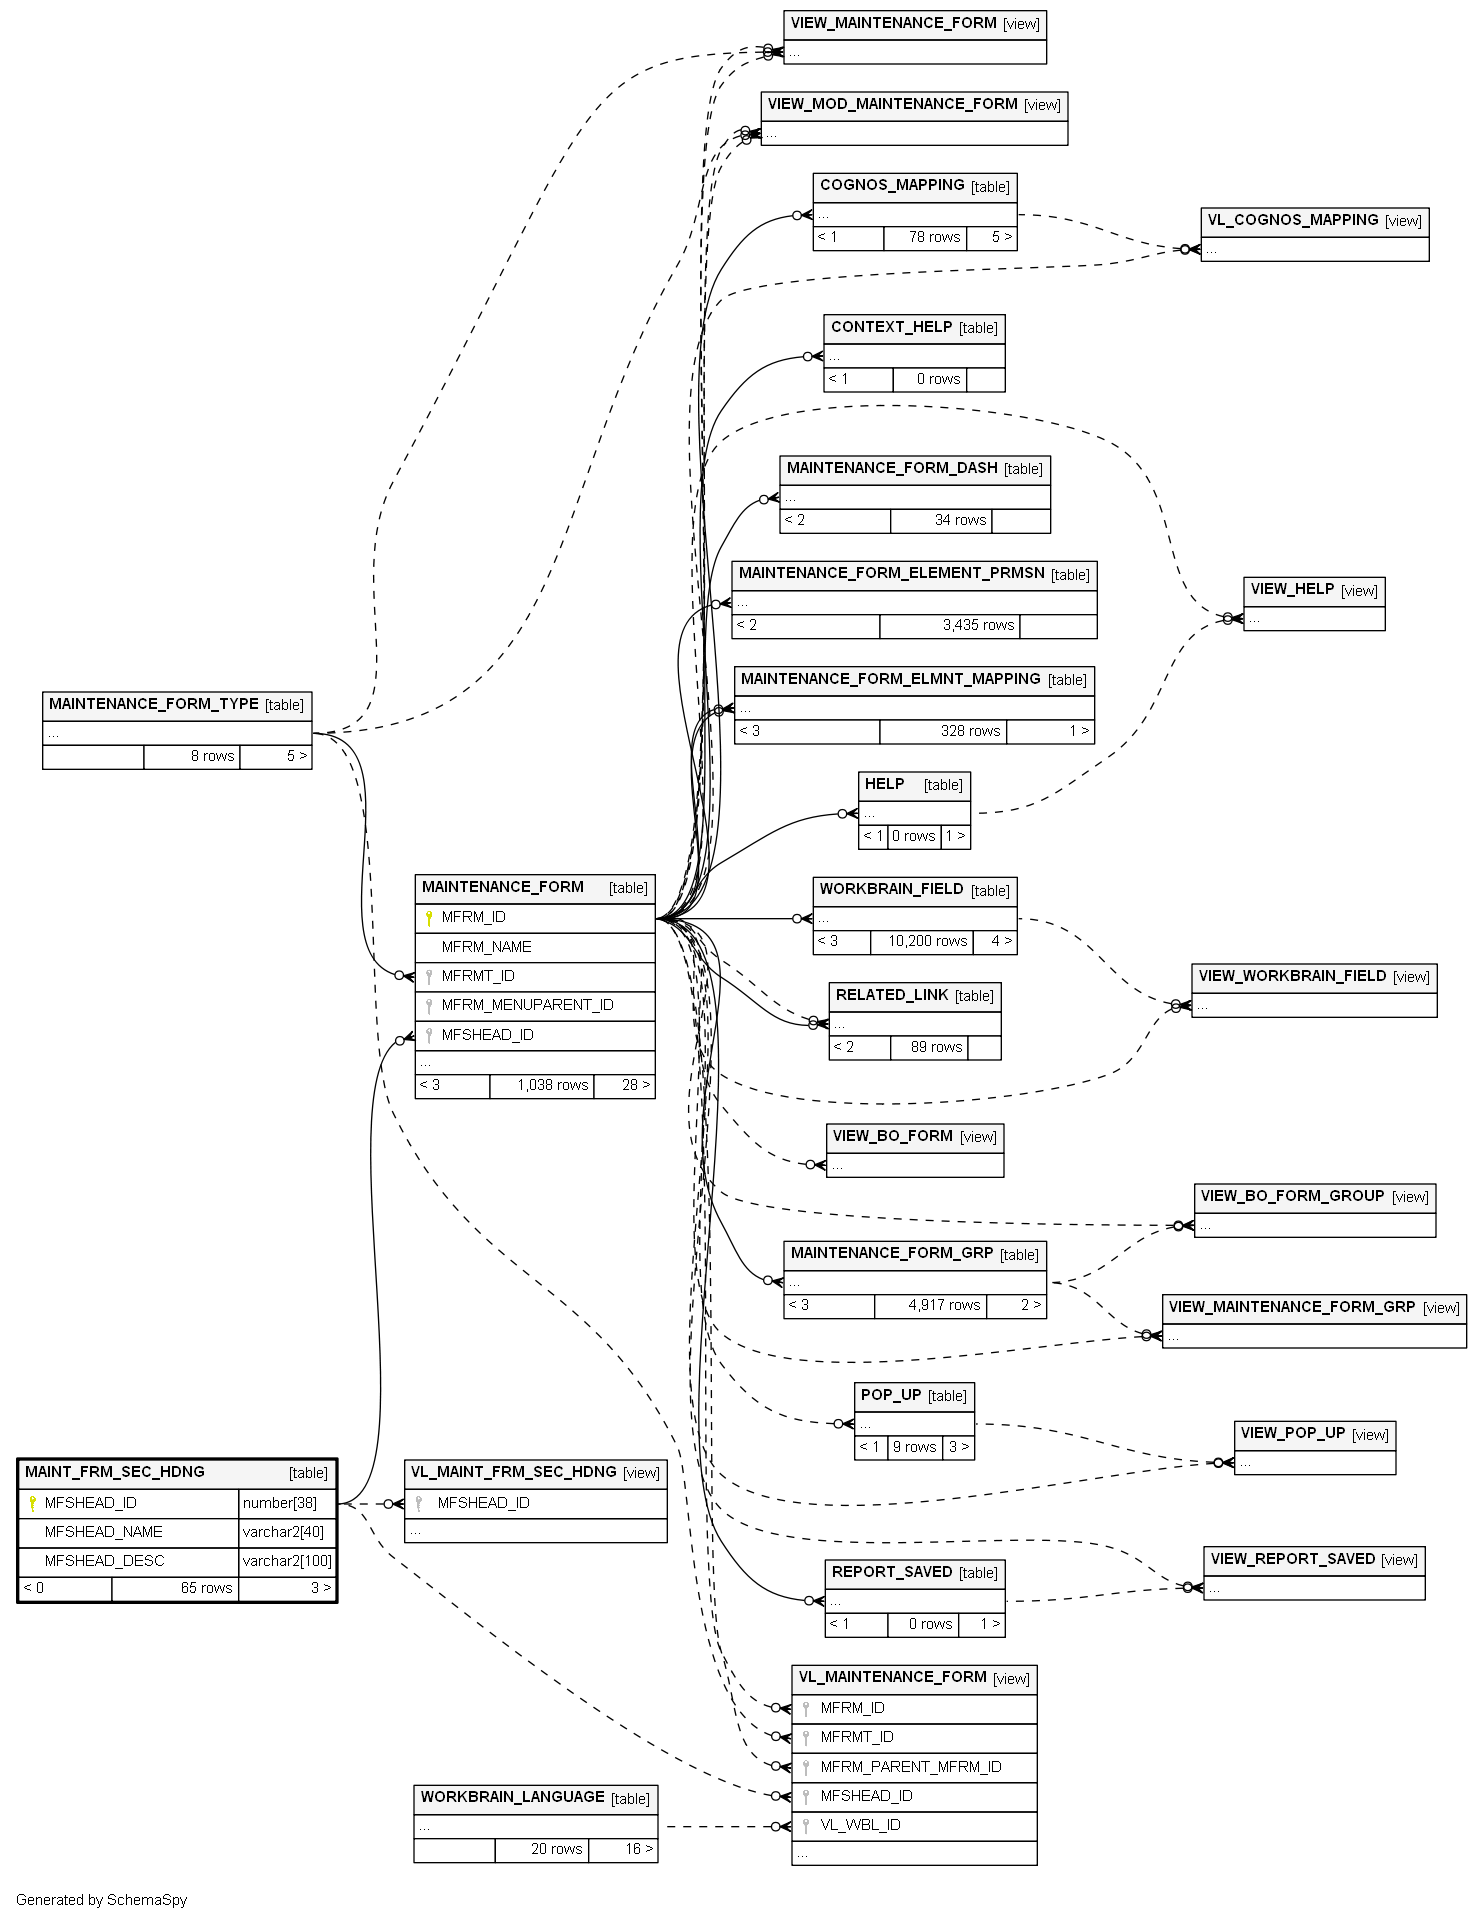 VIEW_MAINTENANCE_FORM [view]
...
VIEW_MOD_MAINTENANCE_FORM [view]
...
COGNOS_MAPPING [table]
...
< 1 78 rows 5 >
VL_COGNOS_MAPPING [view]
...
CONTEXT_HELP [table]
...
< 1 0 rows
MAINTENANCE_FORM_DASH [table]
...
< 2 34 rows
MAINTENANCE_FORM_ELEMENT_PRMSN [table]
...
< 2 3,435 rows
VIEW_HELP [view]
...
MAINTENANCE_FORM_ELMNT_MAPPING [table]
...
< 3 328 rows 1 >
MAINTENANCE_FORM_TYPE [table]
...
8 rows 5 >
HELP [table]
...
< 1 0 rows 1 >
MAINTENANCE_FORM [table]
MFRM_ID
MFRM_NAME
MFRMT_ID
MFRM_MENUPARENT_ID
MFSHEAD_ID
...
< 3 1,038 rows 28 >
WORKBRAIN_FIELD [table]
...
< 3 10,200 rows 4 >
VIEW_WORKBRAIN_FIELD [view]
...
RELATED_LINK [table]
...
< 2 89 rows
VIEW_BO_FORM [view]
...
VIEW_BO_FORM_GROUP [view]
...
MAINTENANCE_FORM_GRP [table]
...
< 3 4,917 rows 2 >
VIEW_MAINTENANCE_FORM_GRP [view]
...
POP_UP [table]
...
< 1 9 rows 3 >
VIEW_POP_UP [view]
...
MAINT_FRM_SEC_HDNG [table]
MFSHEAD_ID number[38]
MFSHEAD_NAME varchar2[40]
MFSHEAD_DESC varchar2[100]
< 0 65 rows 3 >
VL_MAINT_FRM_SEC_HDNG [view]
MFSHEAD_ID
...
REPORT_SAVED [table]
...
< 1 0 rows 1 >
VIEW_REPORT_SAVED [view]
...
VL_MAINTENANCE_FORM [view]
MFRM_ID
MFRMT_ID
MFRM_PARENT_MFRM_ID
MFSHEAD_ID
VL_WBL_ID
...
WORKBRAIN_LANGUAGE [table]
...
20 rows 16 >
Generated by SchemaSpy